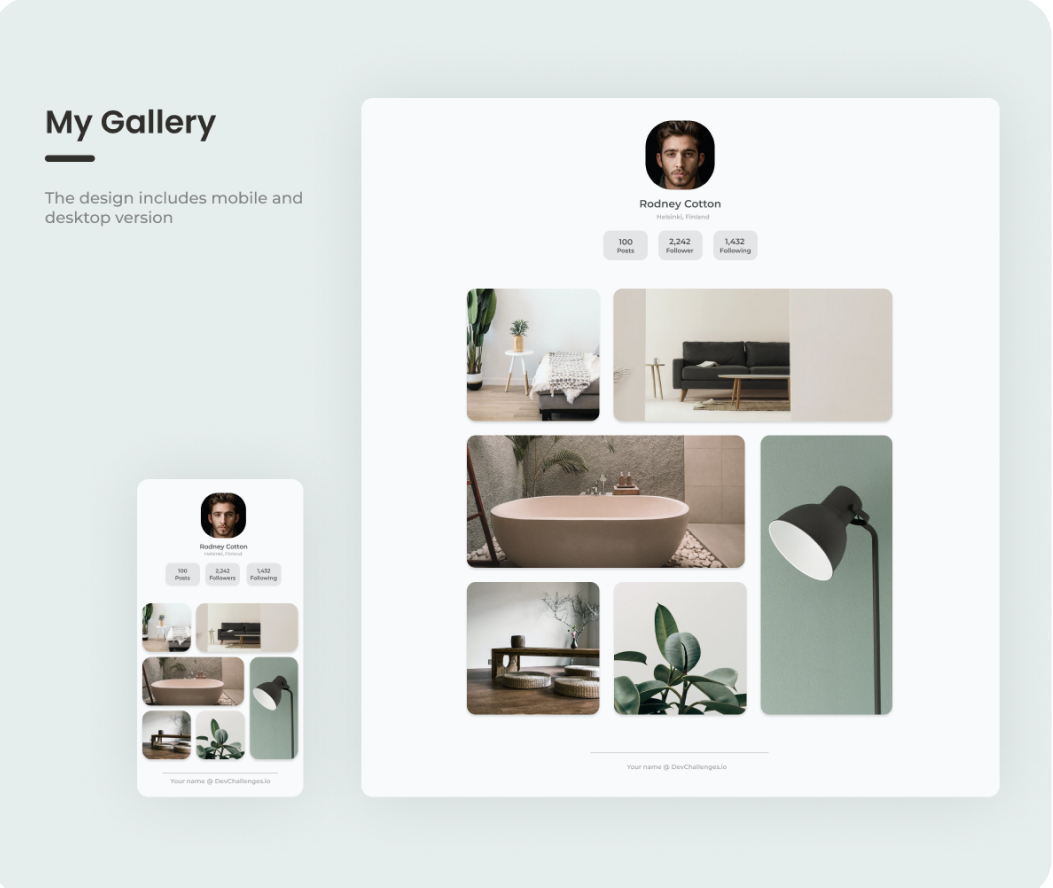 My Gallery
The design includes mobile and
desktop version
Rodney Cotton
Helsinki, Finland
100
Posts
2,242
Follower
1,432
Following
Your name @ DevChallenges.io
Rodney Cotton
Helsinki, Finland
100
Posts
2,242
Followers
1,432
Following
Your name @ DevChallenges.io